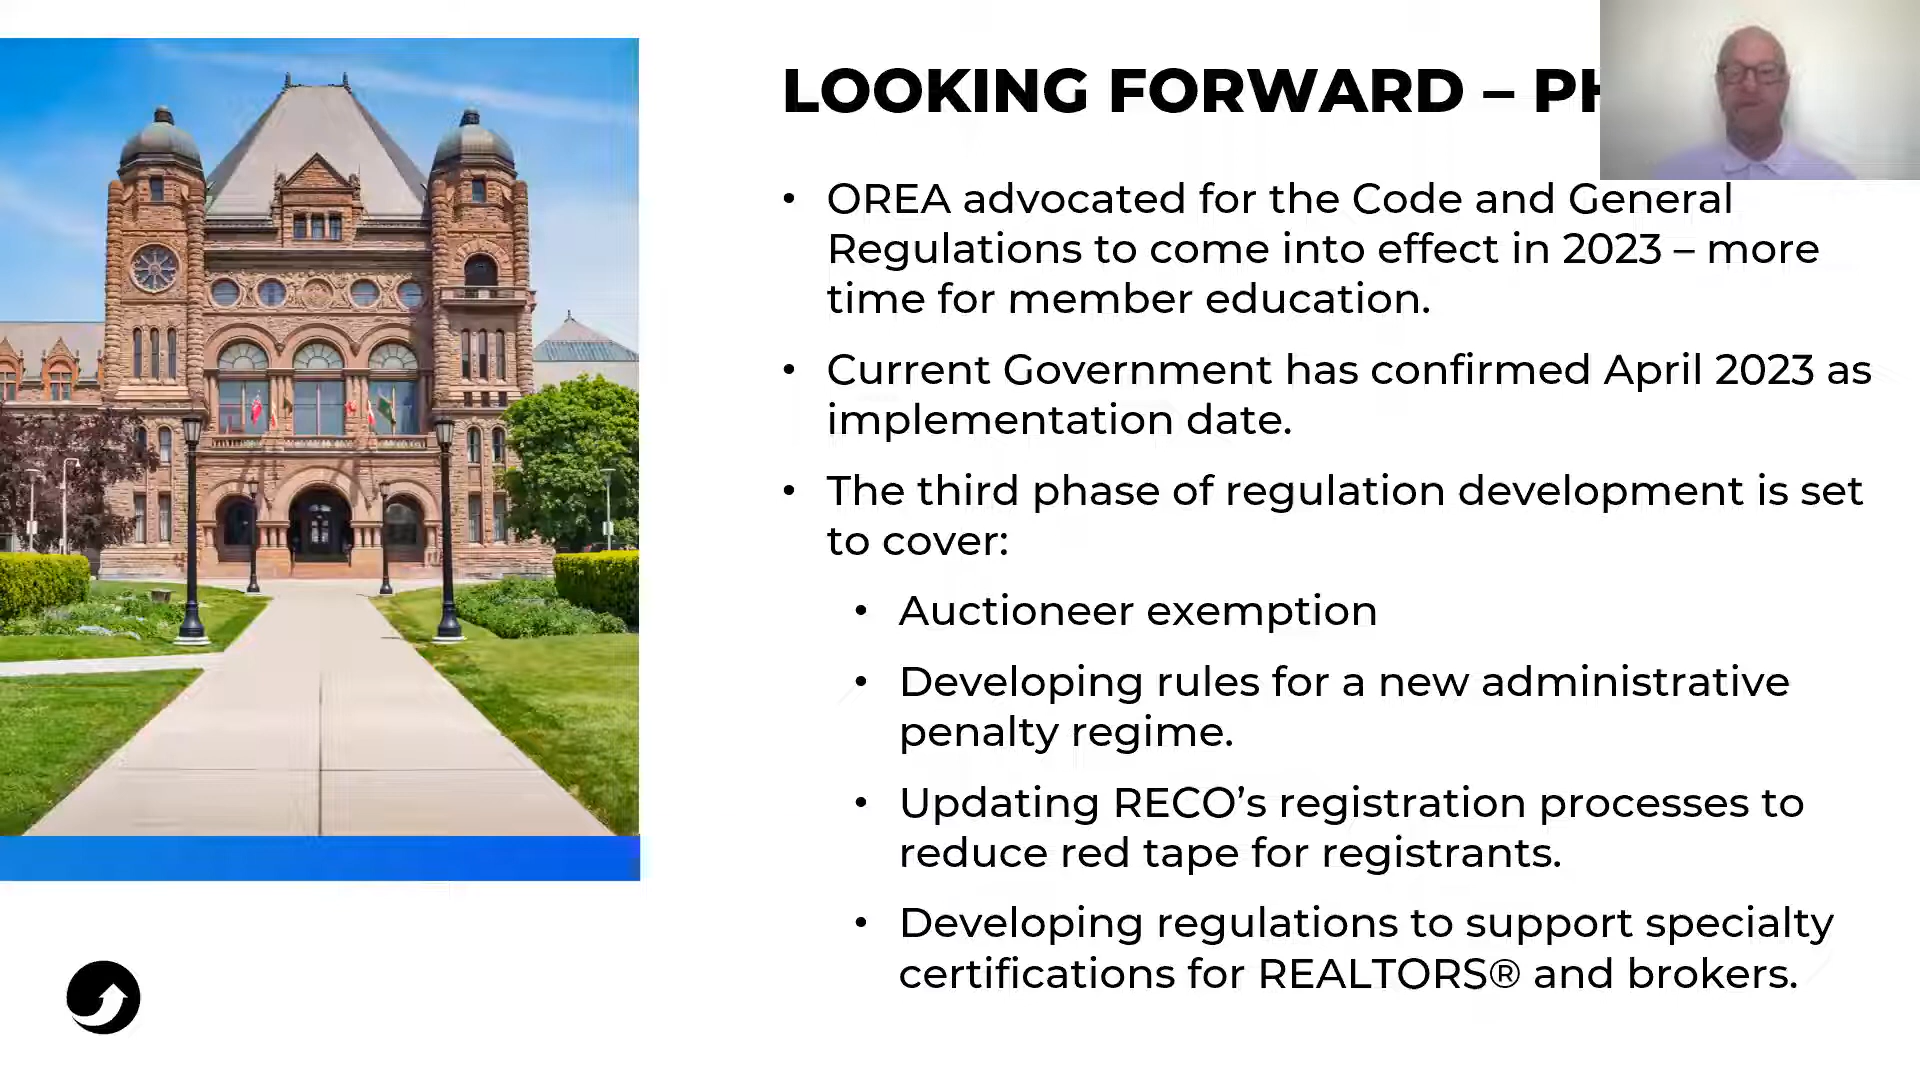 LOOKING FORWARD –
• OREA advocated for the Code and General
Regulations to come into effect in 2023 – more
time for member education.
• Current Government has confirmed April 2023 as
implementation date.
• The third phase of regulation development is set
to cover:
• Auctioneer exemption
• Developing rules for a new administrative
penalty regime.
• Updating RECO’s registration processes to
reduce red tape for registrants.
• Developing regulations to support specialty
certifications for REALTORS® and brokers.